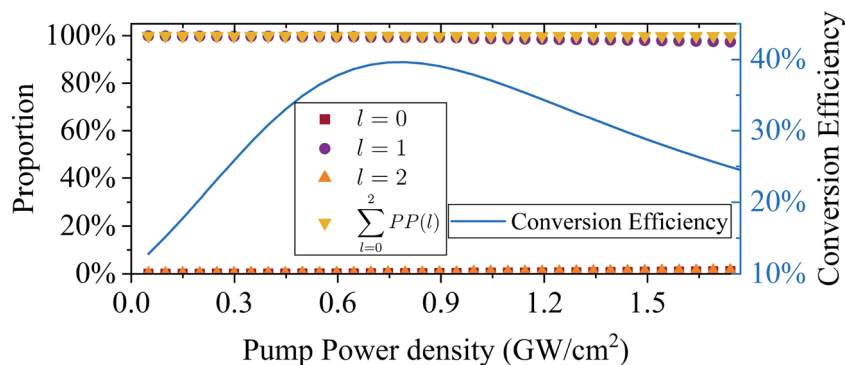 100%
80%
60%
40%
20%
0%
Proportion
40%
30%
20%
10%
Conversion Efficiency
l = 0
l = 1
l = 2
2
∑ PP(l)
l=0
Conversion Efficiency
0.0 0.3 0.6 0.9 1.2 1.5
Pump Power density (GW/cm²)